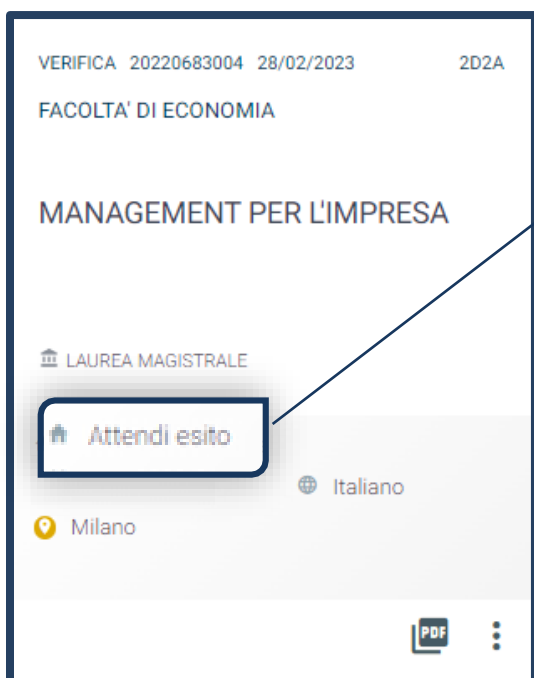 VERIFICA 20220683004 28/02/2023 2D2A
FACOLTA' DI ECONOMIA
MANAGEMENT PER L'IMPRESA
LAUREA MAGISTRALE
Attendi esito
Italiano
Milano
PDF